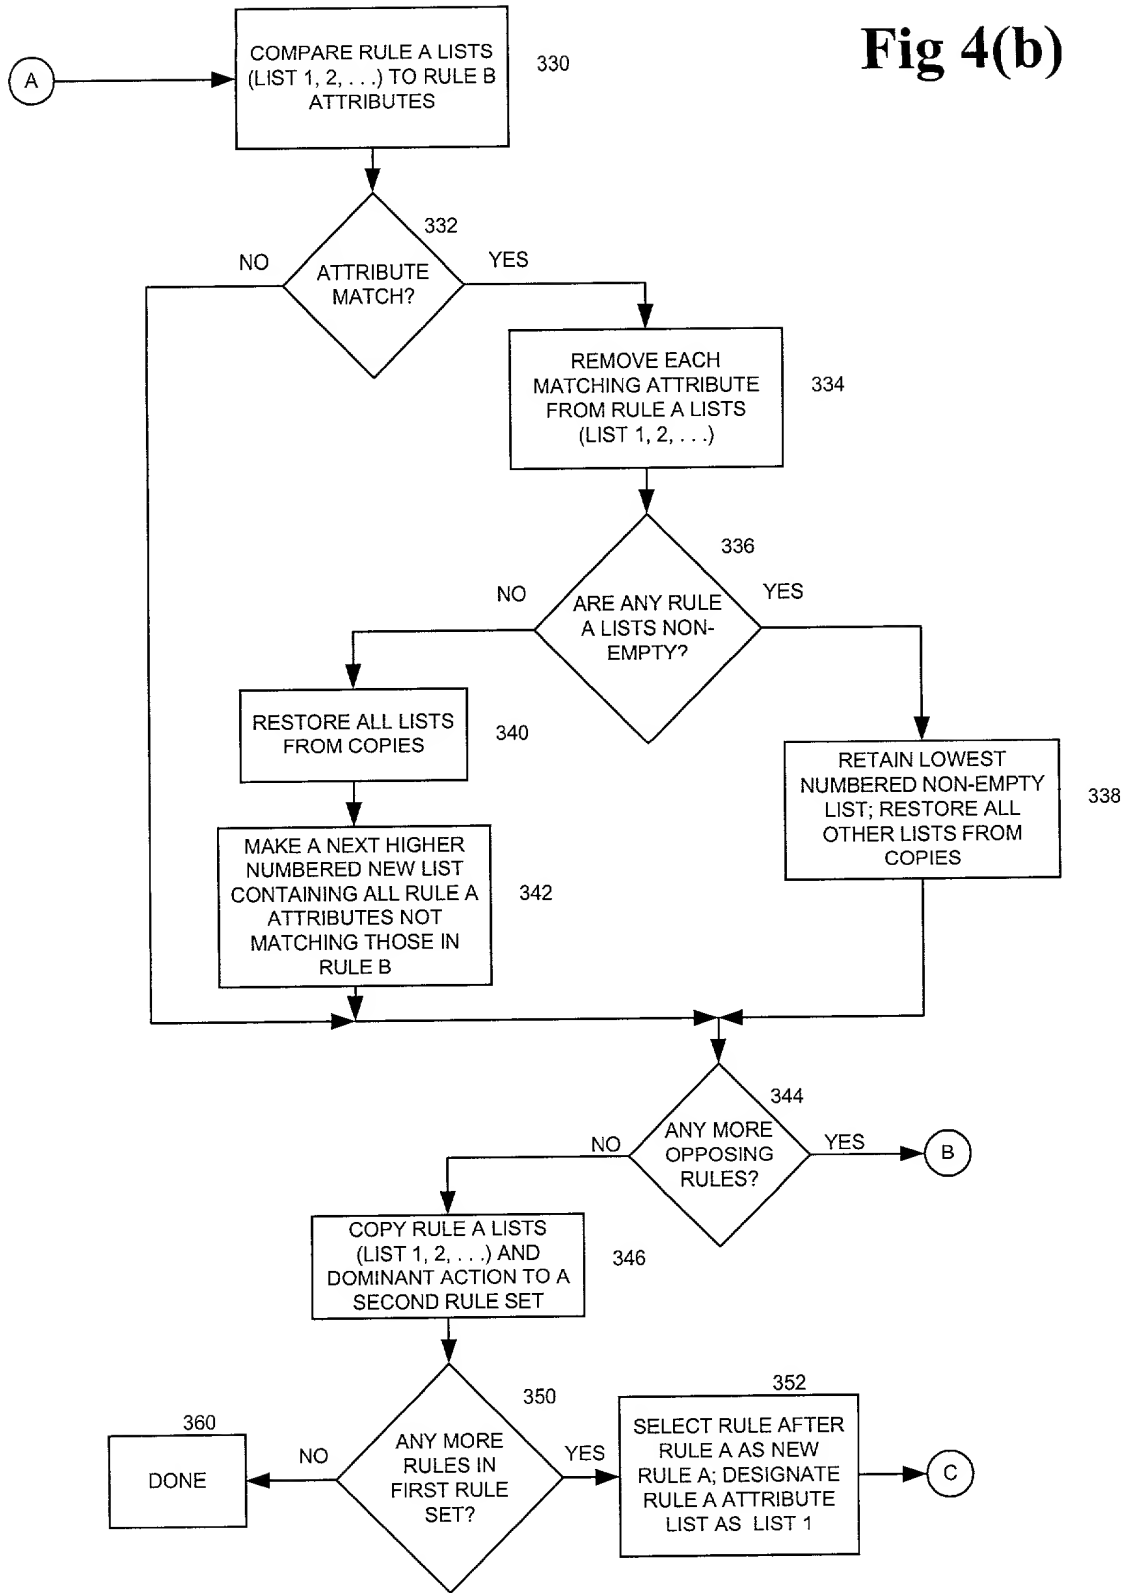 Fig 4(b)
A
COMPARE RULE A LISTS
(LIST 1, 2, . . .) TO RULE B
ATTRIBUTES
330
332
NO
YES
ATTRIBUTE
MATCH?
REMOVE EACH
MATCHING ATTRIBUTE
FROM RULE A LISTS
(LIST 1, 2, . . .)
334
336
NO
YES
ARE ANY RULE
A LISTS NON-
EMPTY?
RESTORE ALL LISTS
FROM COPIES
340
RETAIN LOWEST
NUMBERED NON-EMPTY
LIST; RESTORE ALL
OTHER LISTS FROM
COPIES
338
MAKE A NEXT HIGHER
NUMBERED NEW LIST
CONTAINING ALL RULE A
ATTRIBUTES NOT
MATCHING THOSE IN
RULE B
342
344
NO
ANY MORE
OPPOSING
RULES?
YES
B
COPY RULE A LISTS
(LIST 1, 2, . . .) AND
DOMINANT ACTION TO A
SECOND RULE SET
346
350
352
360
DONE
NO
ANY MORE
RULES IN
FIRST RULE
SET?
YES
SELECT RULE AFTER
RULE A AS NEW
RULE A; DESIGNATE
RULE A ATTRIBUTE
LIST AS LIST 1
C